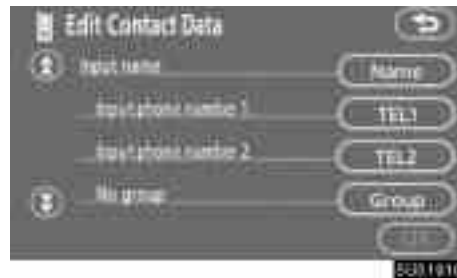 Edit Contact Data
Input name
Name
Input phone number 1
TEL1
Input phone number 2
TEL2
No group
Group